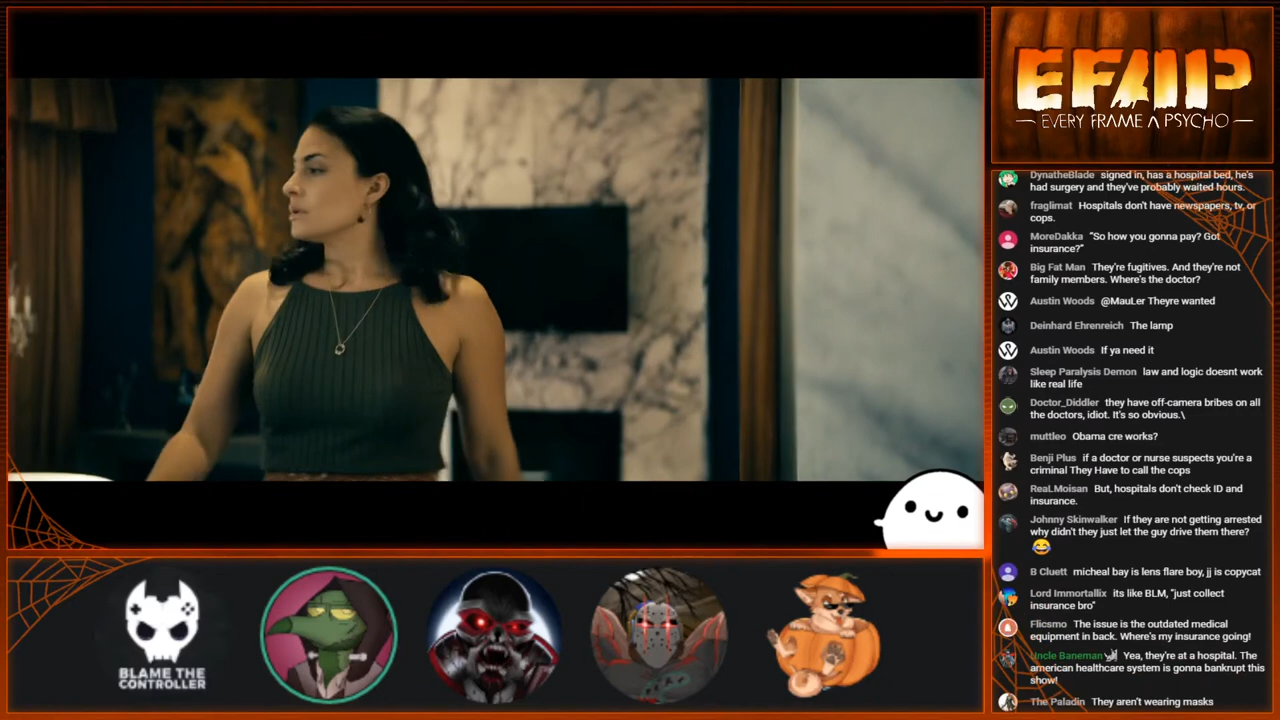 EFAP
EVERY FRAME A PSYCHO
DynatheBlade signed in, has a hospital bed, he's
had surgery and they've probably waited hours.
fraglimat Hospitals don't have newspapers, tv, or
cops.
MoreDakka “So how you gonna pay? Got
insurance?”
Big Fat Man They're fugitives. And they're not
family members. Where's the doctor?
Austin Woods @MauLer Theyre wanted
Deinhard Ehrenreich The lamp
Austin Woods If ya need it
Sleep Paralysis Demon law and logic doesnt work
like real life
Doctor_Diddler they have off-camera bribes on all
the doctors, idiot. It's so obvious.\
muttleo Obama cre works?
Benji Plus if a doctor or nurse suspects you're a
criminal They Have to call the cops
ReaLMoisan But, hospitals don't check ID and
insurance.
Johnny Skinwalker If they are not getting arrested
why didn't they just let the guy drive them there?
😂
B Cluett micheal bay is lens flare boy, jj is copycat
Lord Immortallix its like BLM, "just collect
insurance bro"
Flicsmo The issue is the outdated medical
equipment in back. Where's my insurance going!
Uncle Baneman Yea, they're at a hospital. The
american healthcare system is gonna bankrupt this
show!
The Paladin They aren't wearing masks
BLAME THE
CONTROLLER